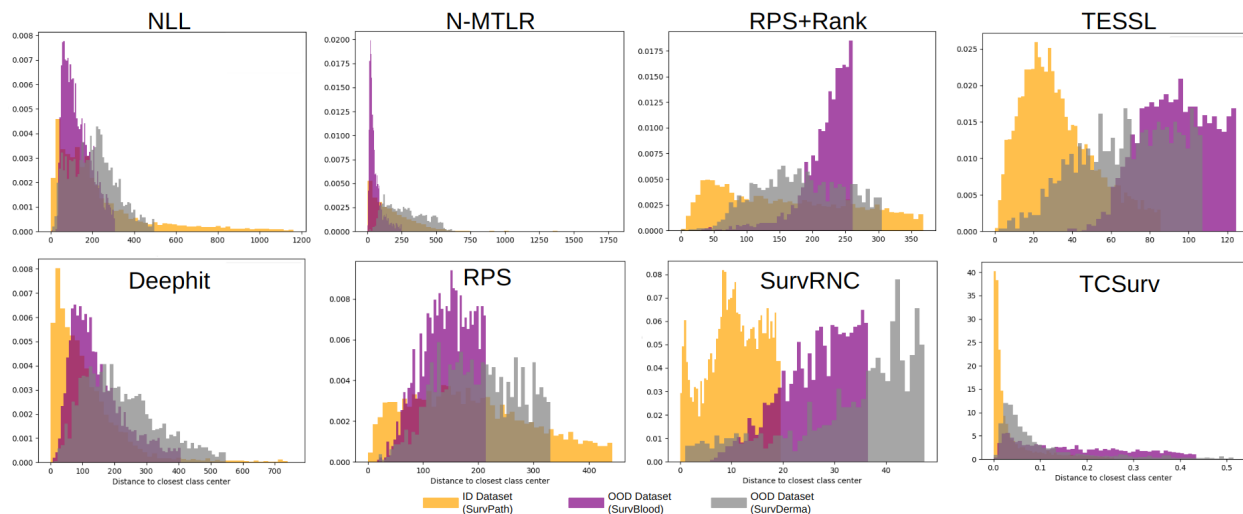 NLL
N-MTLR
RPS+Rank
TESSL
0.008
0.007
0.006
0.005
0.004
0.003
0.002
0.001
0.000
0 200 400 600 800 1000 1200
0.0200
0.0175
0.0150
0.0125
0.0100
0.0075
0.0050
0.0025
0.0000
0 250 500 750 1000 1250 1500 1750
0.0175
0.0150
0.0125
0.0100
0.0075
0.0050
0.0025
0.0000
0 50 100 150 200 250 300 350
0.025
0.020
0.015
0.010
0.005
0.000
0 20 40 60 80 100 120
Deephit
RPS
SurvRNC
TCSurv
0.008
0.007
0.006
0.005
0.004
0.003
0.002
0.001
0.000
0 100 200 300 400 500 600 700
Distance to closest class center
0.008
0.006
0.004
0.002
0.000
0 100 200 300 400
Distance to closest class center
0.08
0.07
0.06
0.05
0.04
0.03
0.02
0.01
0.00
0 10 20 30 40
Distance to closest class center
40
35
30
25
20
15
10
5
0
0.0 0.1 0.2 0.3 0.4 0.5
Distance to closest class center
ID Dataset
(SurvPath)
OOD Dataset
(SurvBlood)
OOD Dataset
(SurvDerma)